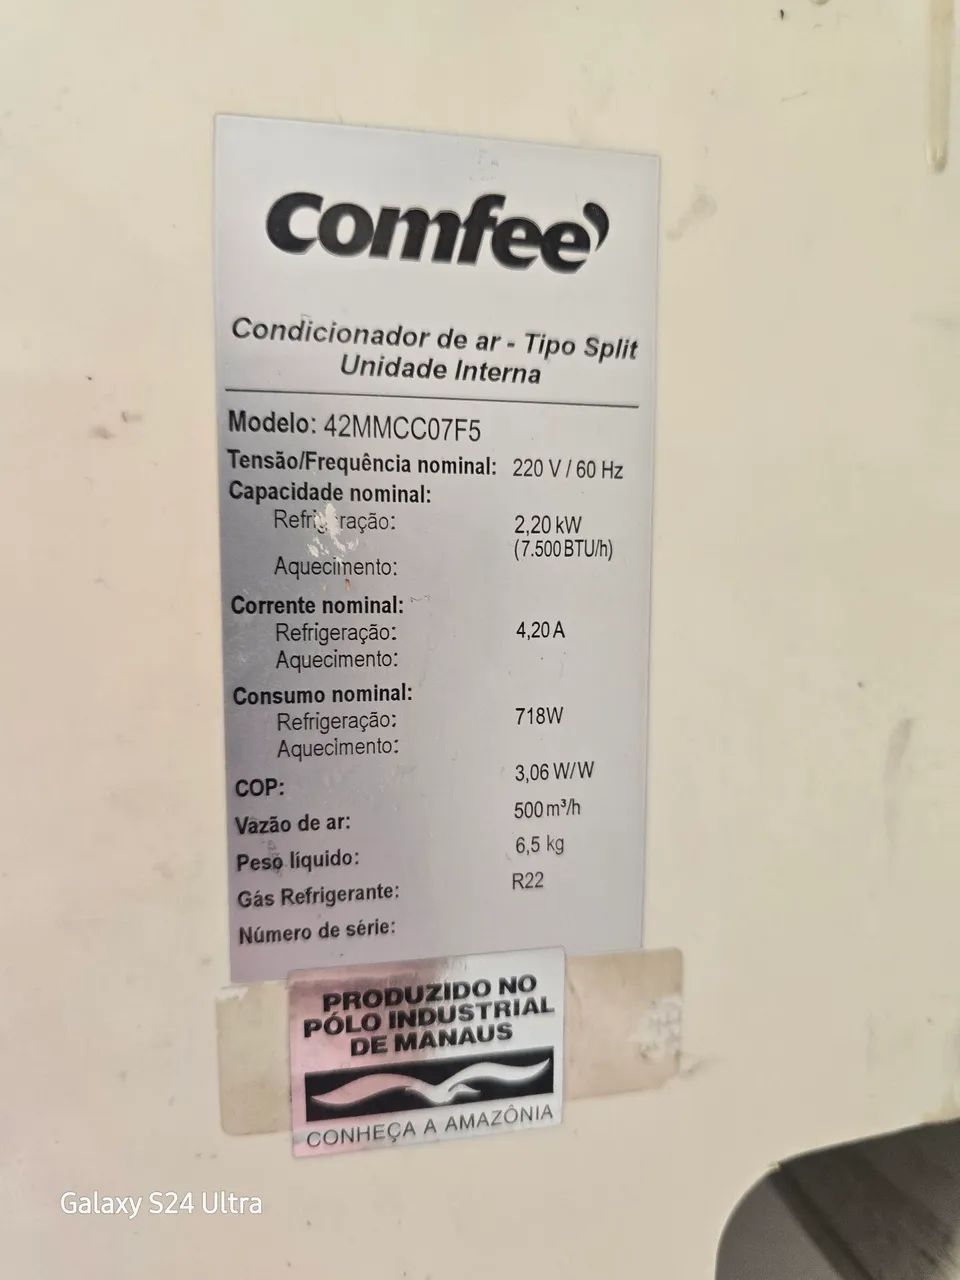 comfee'
Condicionador de ar - Tipo Split
Unidade Interna
Modelo: 42MMCC07F5
Tensão/Frequência nominal: 220 V / 60 Hz
Capacidade nominal:
Refrigeração: 2,20 kW
(7.500 BTU/h)
Aquecimento:
Corrente nominal:
Refrigeração: 4,20 A
Aquecimento:
Consumo nominal:
Refrigeração: 718W
Aquecimento:
COP: 3,06 W/W
Vazão de ar: 500 m³/h
Peso líquido: 6,5 kg
Gás Refrigerante: R22
Número de série:
PRODUZIDO NO
PÓLO INDUSTRIAL
DE MANAUS
CONHEÇA A AMAZÔNIA
Galaxy S24 Ultra